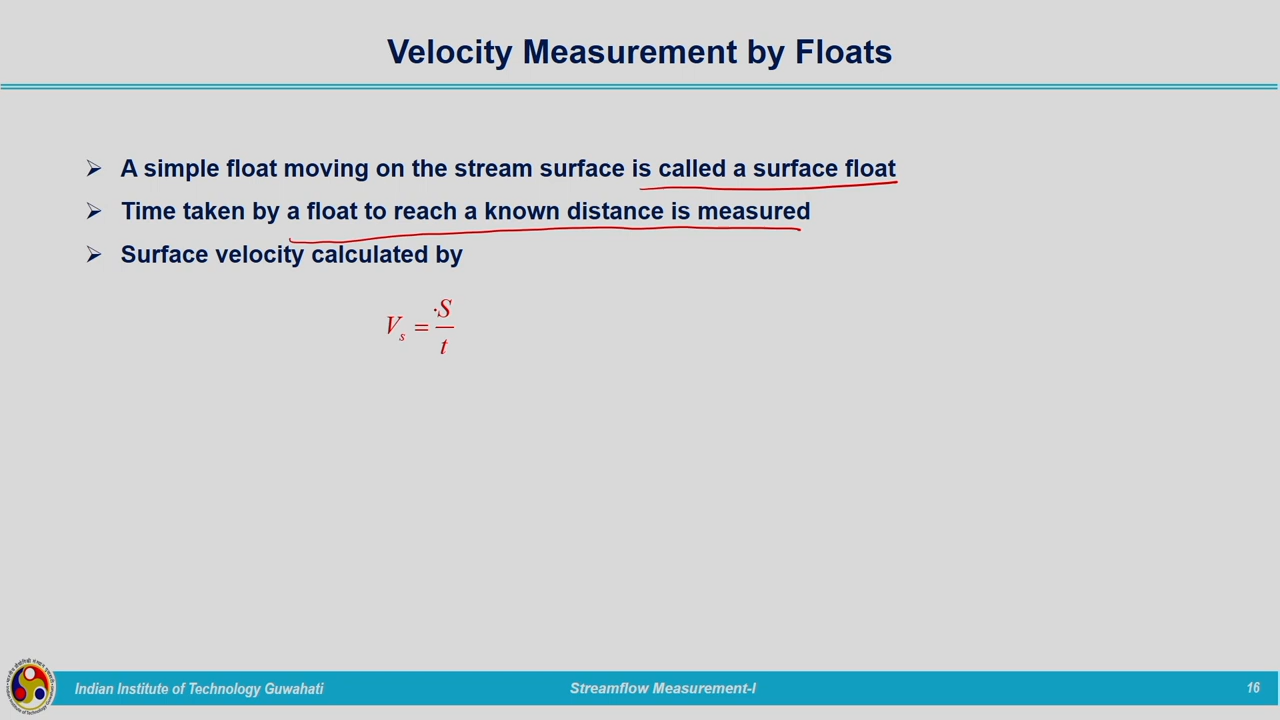 Velocity Measurement by Floats
➢ A simple float moving on the stream surface is called a surface float
➢ Time taken by a float to reach a known distance is measured
➢ Surface velocity calculated by
V_s = S/t
Indian Institute of Technology Guwahati
Streamflow Measurement-I
16